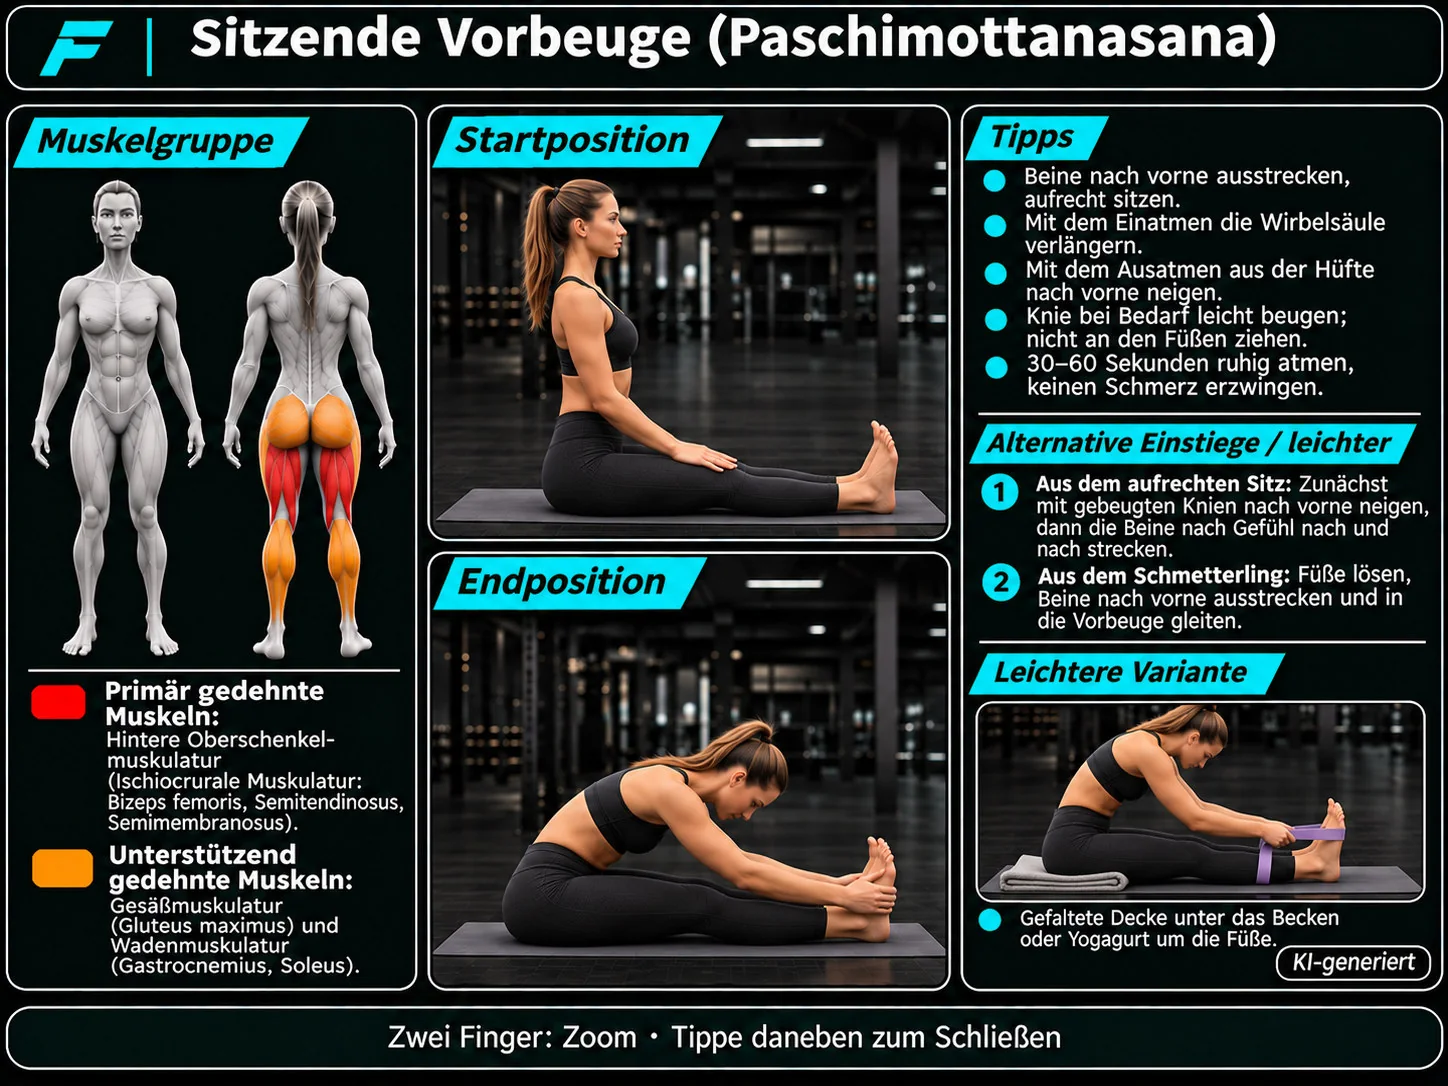 Sitzende Vorbeuge (Paschimottanasana)
Muskelgruppe
Primär gedehnte
Muskeln:
Hintere Oberschenkel-
muskulatur
(Ischiocrurale Muskulatur:
Bizeps femoris, Semitendinosus,
Semimembranosus).
Unterstützend
gedehnte Muskeln:
Gesäßmuskulatur
(Gluteus maximus) und
Wadenmuskulatur
(Gastrocnemius, Soleus).
Startposition
Endposition
Tipps
Beine nach vorne ausstrecken,
aufrecht sitzen.
Mit dem Einatmen die Wirbelsäule
verlängern.
Mit dem Ausatmen aus der Hüfte
nach vorne neigen.
Knie bei Bedarf leicht beugen;
nicht an den Füßen ziehen.
30–60 Sekunden ruhig atmen,
keinen Schmerz erzwingen.
Alternative Einstiege / leichter
1 Aus dem aufrechten Sitz: Zunächst
mit gebeugten Knien nach vorne neigen,
dann die Beine nach Gefühl nach und
nach strecken.
2 Aus dem Schmetterling: Füße lösen,
Beine nach vorne ausstrecken und in
die Vorbeuge gleiten.
Leichtere Variante
Gefaltete Decke unter das Becken
oder Yogagurt um die Füße.
KI-generiert
Zwei Finger: Zoom • Tippe daneben zum Schließen